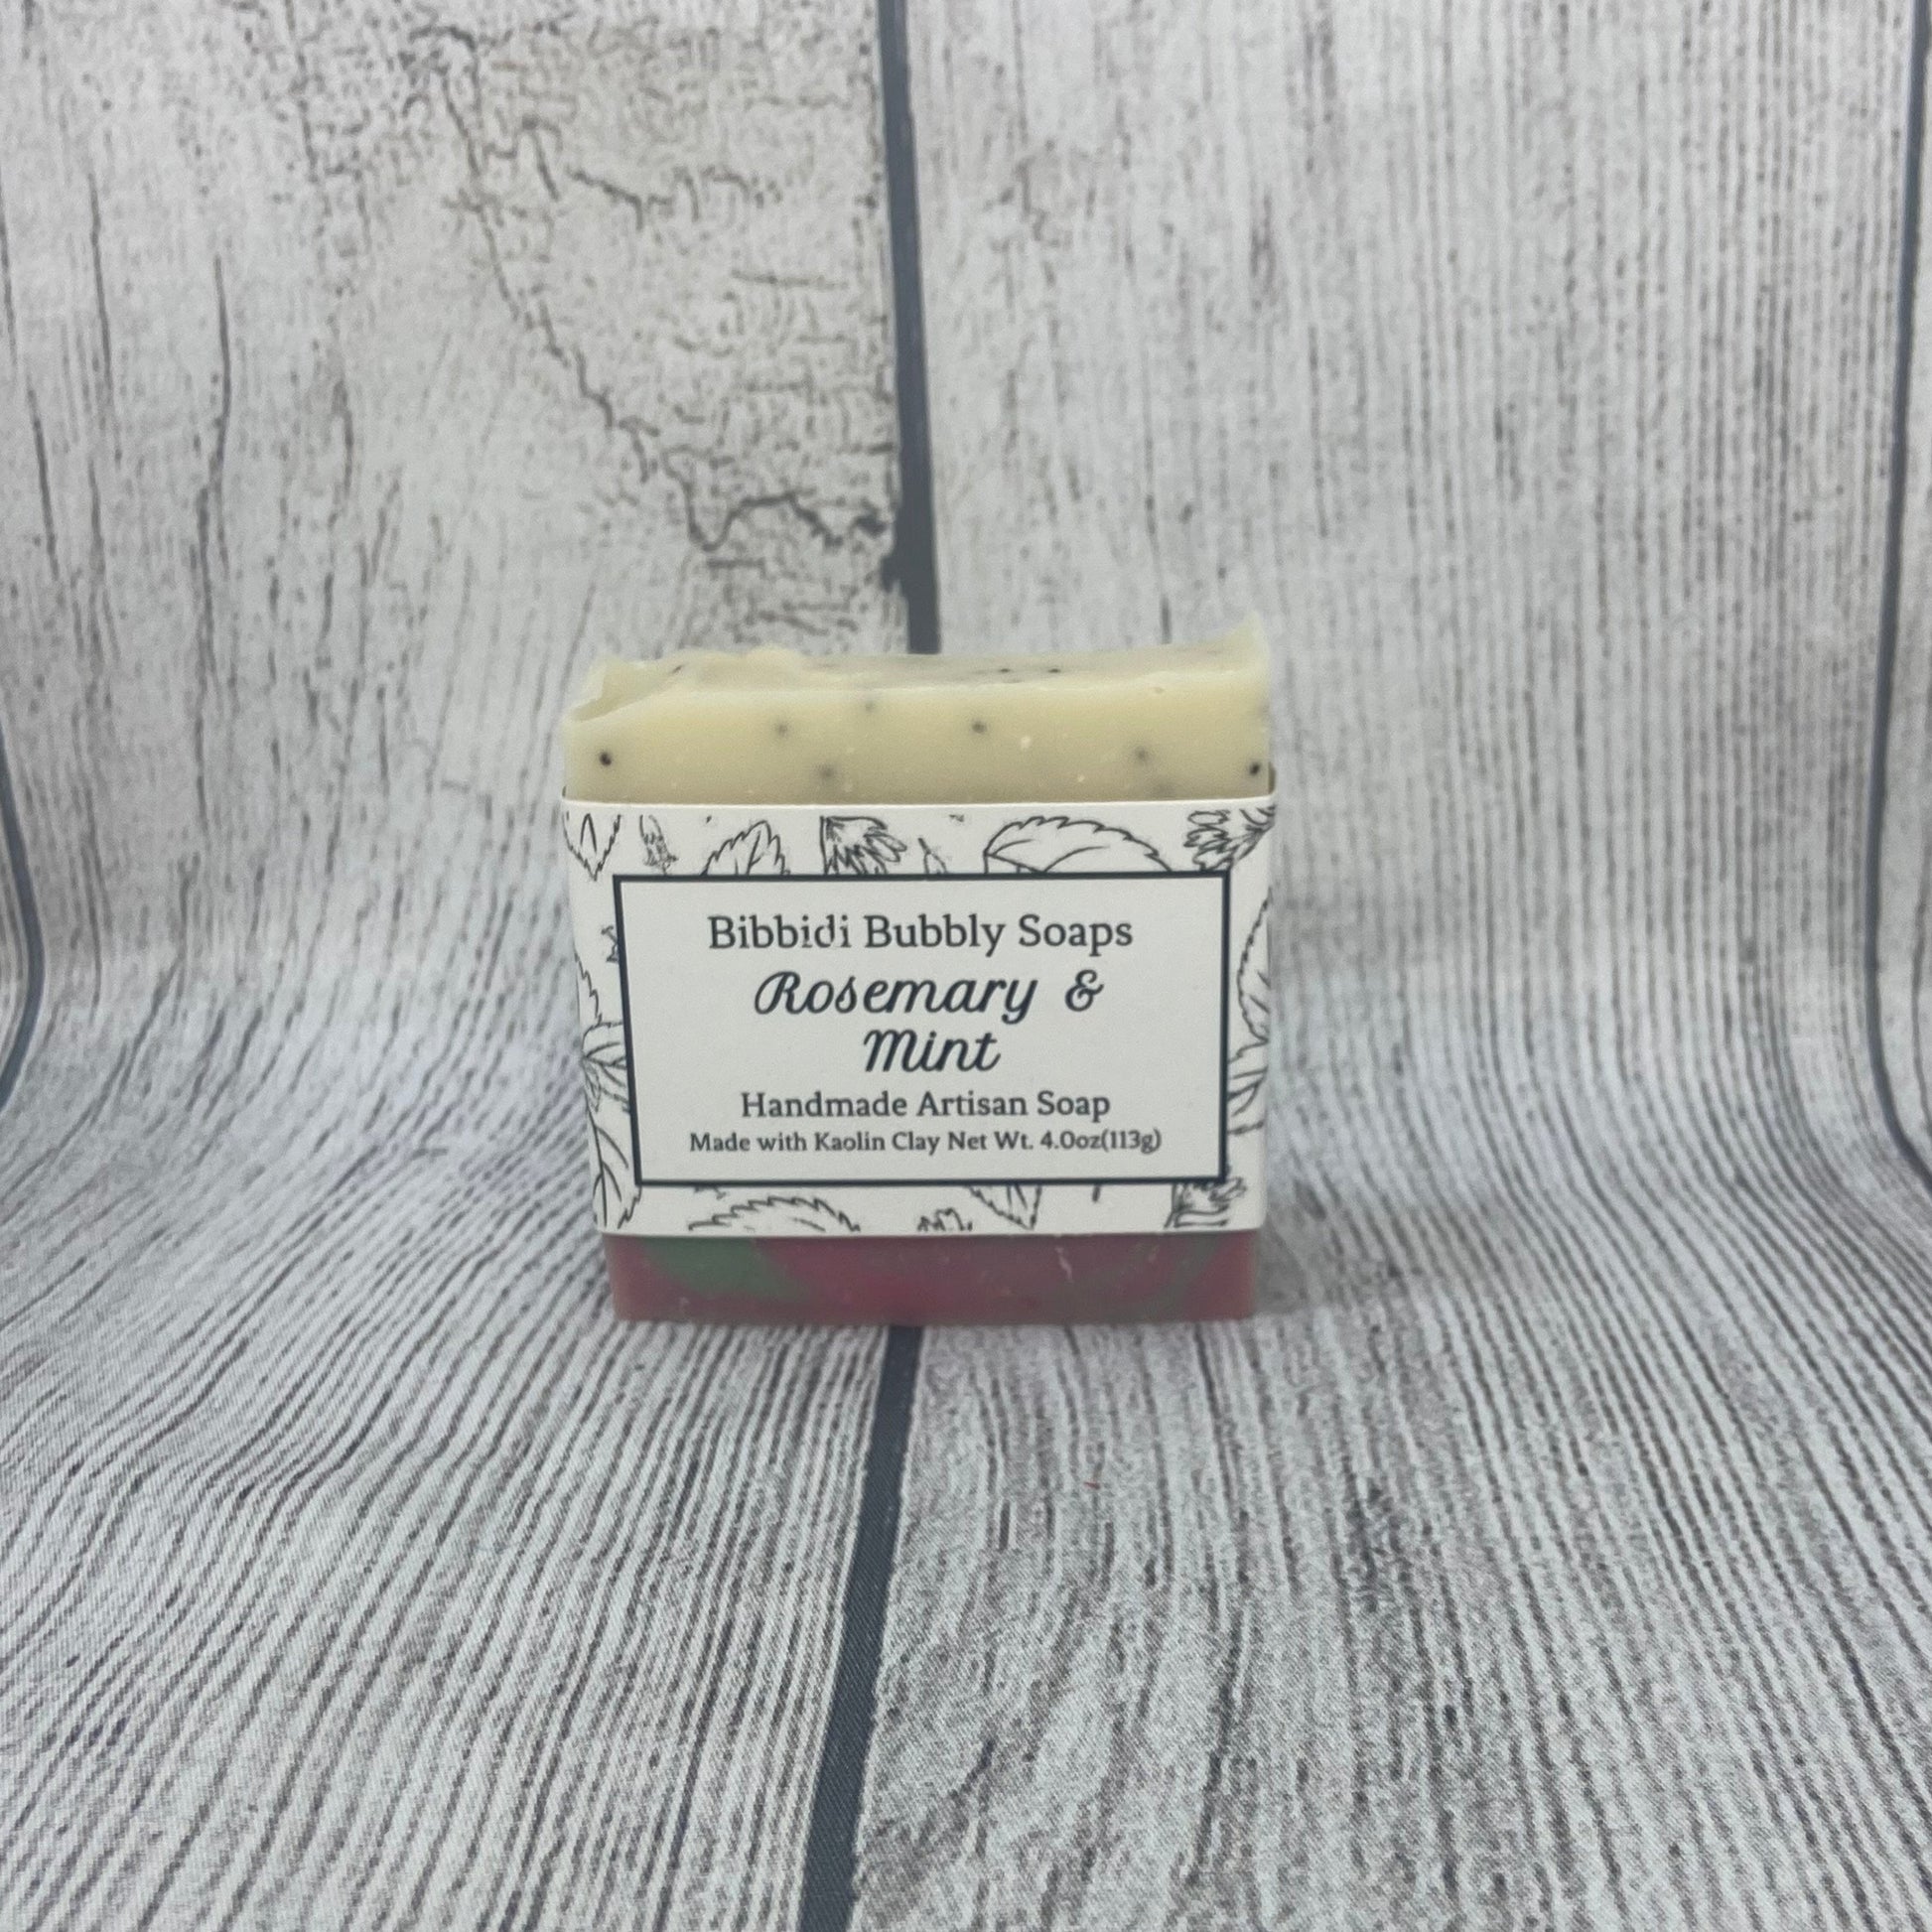 Bibbidi Bubbly Soaps
Rosemary &
Mint
Handmade Artisan Soap
Made with Kaolin Clay Net Wt. 4.0oz(113g)